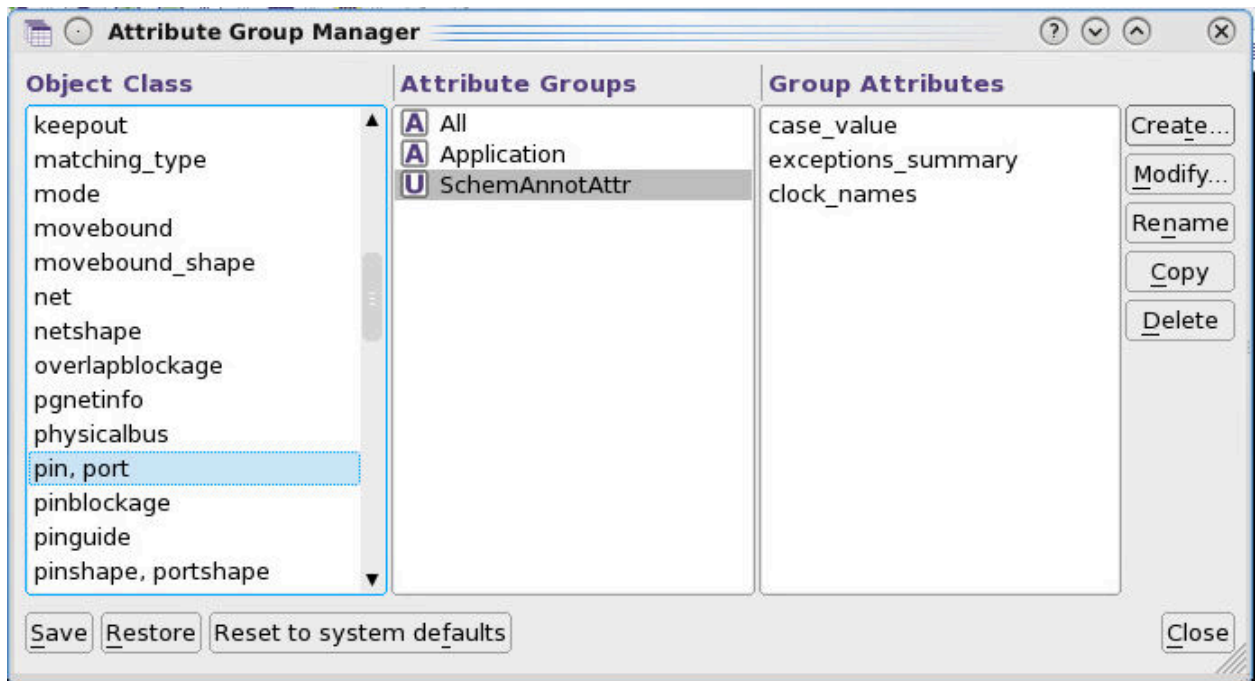 Attribute Group Manager
Object Class
keepout
matching_type
mode
movebound
movebound_shape
net
netshape
overlapblockage
pgnetinfo
physicalbus
pin, port
pinblockage
pinguide
pinshape, portshape
Attribute Groups
A All
A Application
U SchemAnnotAttr
Group Attributes
case_value
exceptions_summary
clock_names
Create...
Modify...
Rename
Copy
Delete
Save Restore Reset to system defaults Close